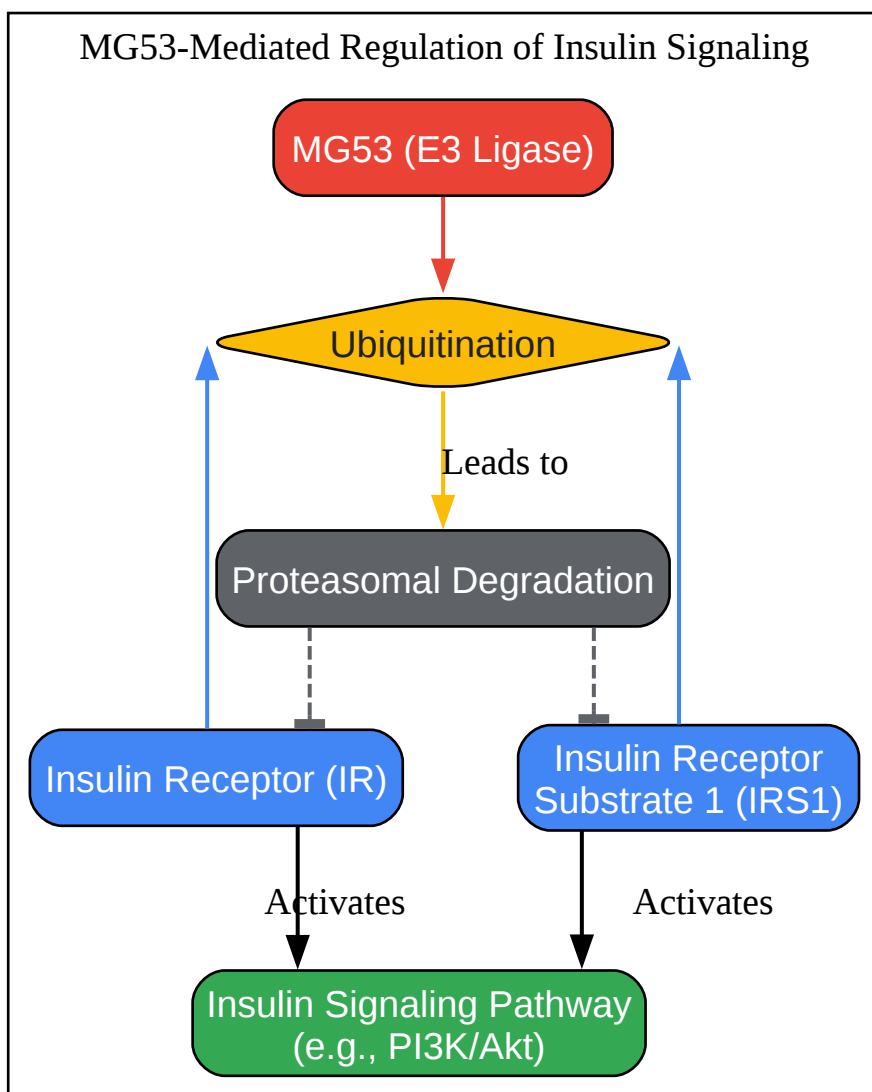 MG53-Mediated Regulation of Insulin Signaling
MG53 (E3 Ligase)
Ubiquitination
Leads to
Proteasomal Degradation
Insulin Receptor (IR)
Insulin Receptor
Substrate 1 (IRS1)
Activates
Activates
Insulin Signaling Pathway
(e.g., PI3K/Akt)